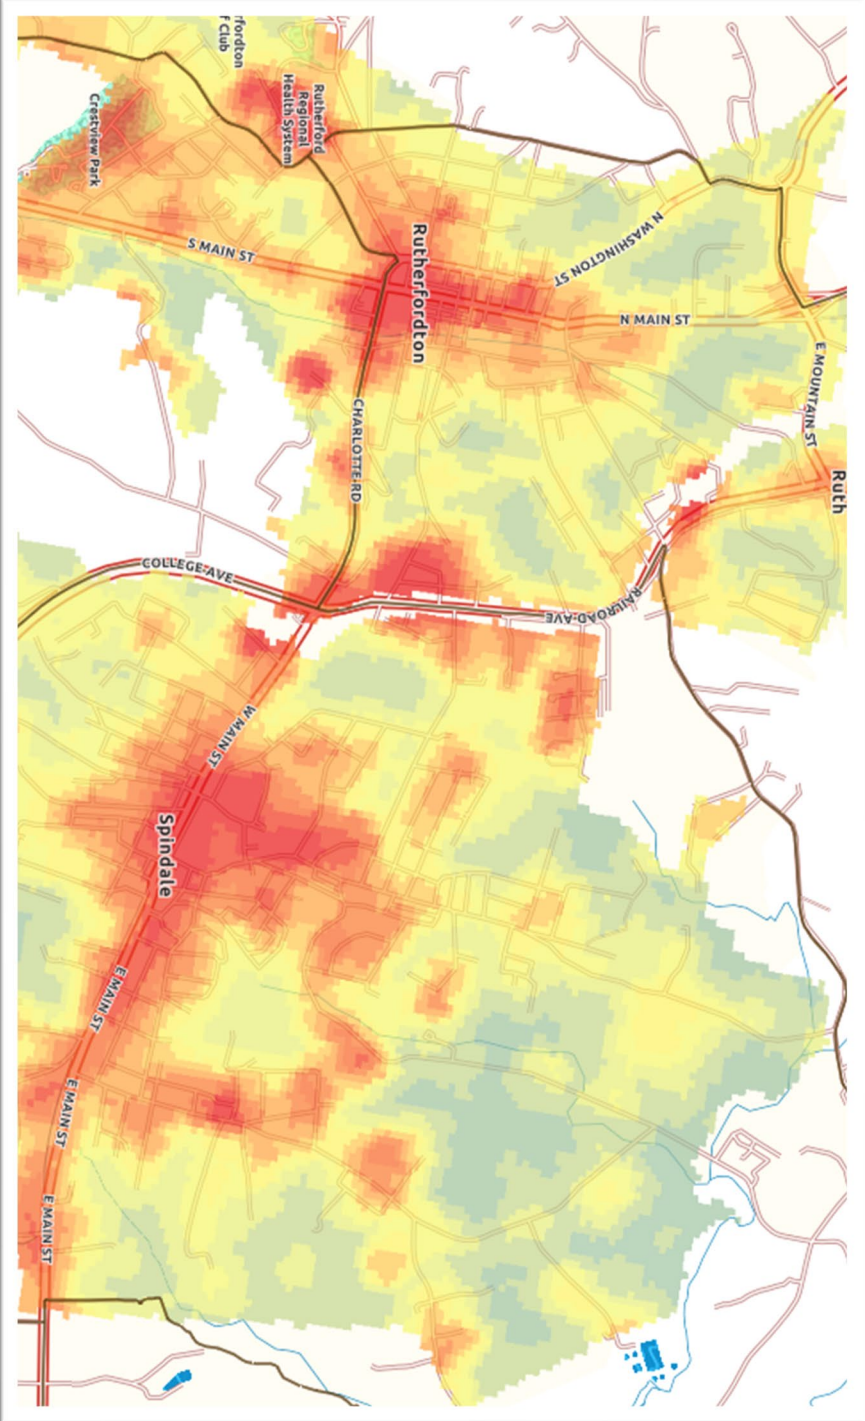 rfordton
f Club
Rutherford
Regional
Health System
Crestview Park
S MAIN ST
Rutherfordton
N WASHINGTON ST
N MAIN ST
E MOUNTAIN ST
Ruth
CHARLOTTE RD
COLLEGE AVE
RAILROAD AVE
W MAIN ST
Spindale
E MAIN ST
E MAIN ST
E MAIN ST